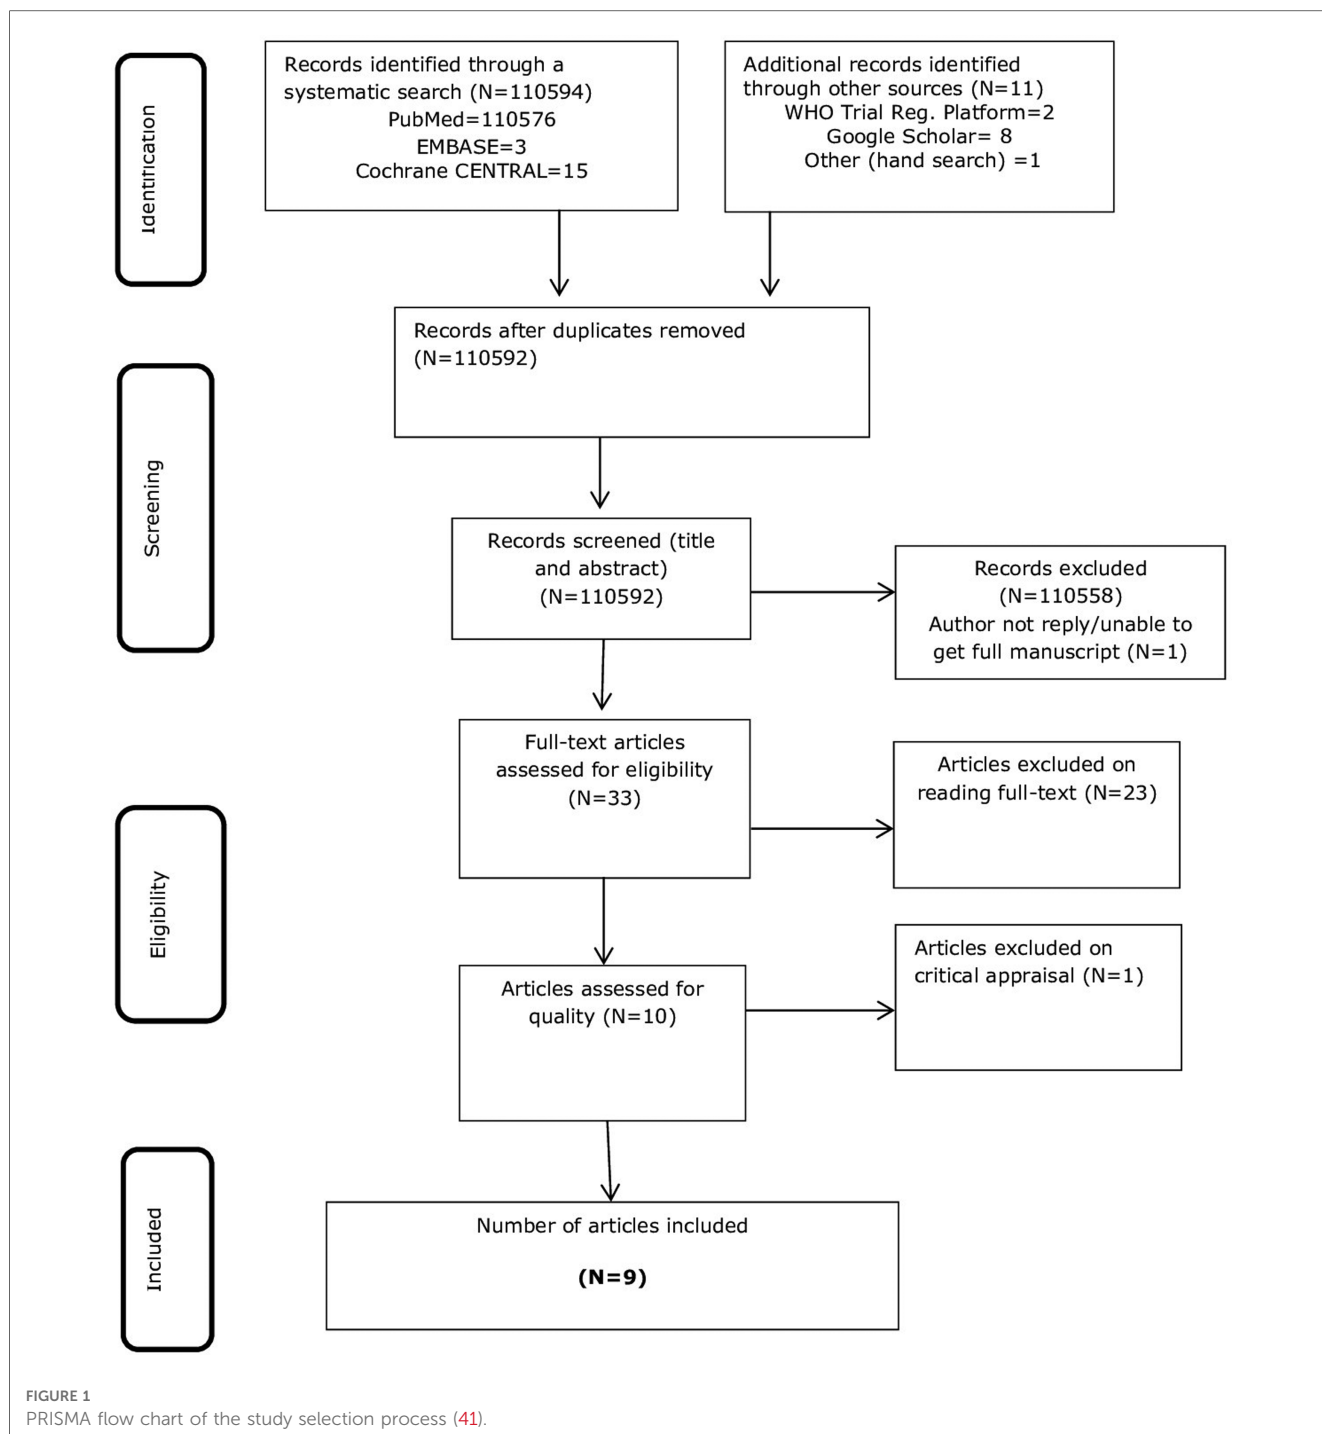 Identification
Records identified through a
systematic search (N=110594)
PubMed=110576
EMBASE=3
Cochrane CENTRAL=15
Additional records identified
through other sources (N=11)
WHO Trial Reg. Platform=2
Google Scholar= 8
Other (hand search) =1
Records after duplicates removed
(N=110592)
Screening
Records screened (title
and abstract)
(N=110592)
Records excluded
(N=110558)
Author not reply/unable to
get full manuscript (N=1)
Full-text articles
assessed for eligibility
(N=33)
Articles excluded on
reading full-text (N=23)
Eligibility
Articles assessed for
quality (N=10)
Articles excluded on
critical appraisal (N=1)
Included
Number of articles included
(N=9)
FIGURE 1
PRISMA flow chart of the study selection process (41).